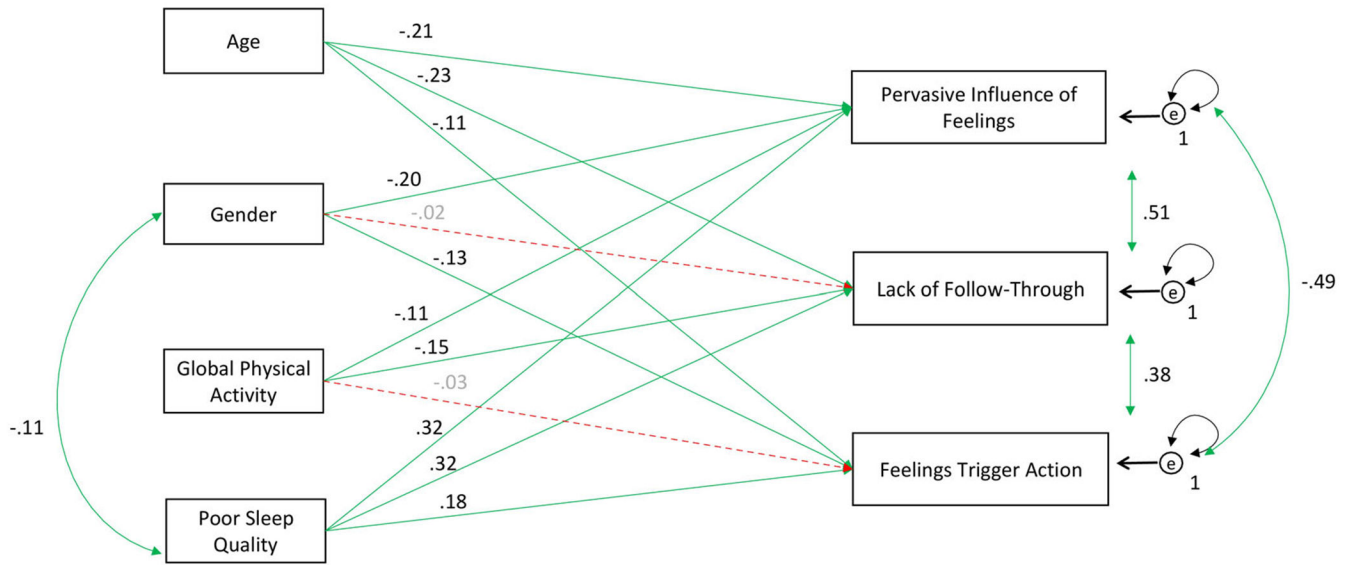 Age
-.21
-.23
-.11
Pervasive Influence of
Feelings
e
1
Gender
-.20
-.02
-.13
.51
Lack of Follow-Through
e
1
-.49
Global Physical
Activity
-.11
-.15
-.03
.38
-.11
Poor Sleep
Quality
.32
.32
.18
Feelings Trigger Action
e
1